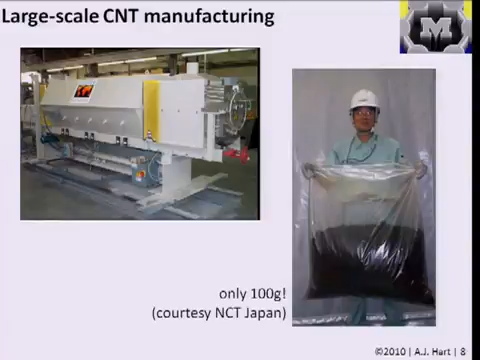 Large-scale CNT manufacturing
M
only 100g!
(courtesy NCT Japan)
©2010 | A.J. Hart | 8